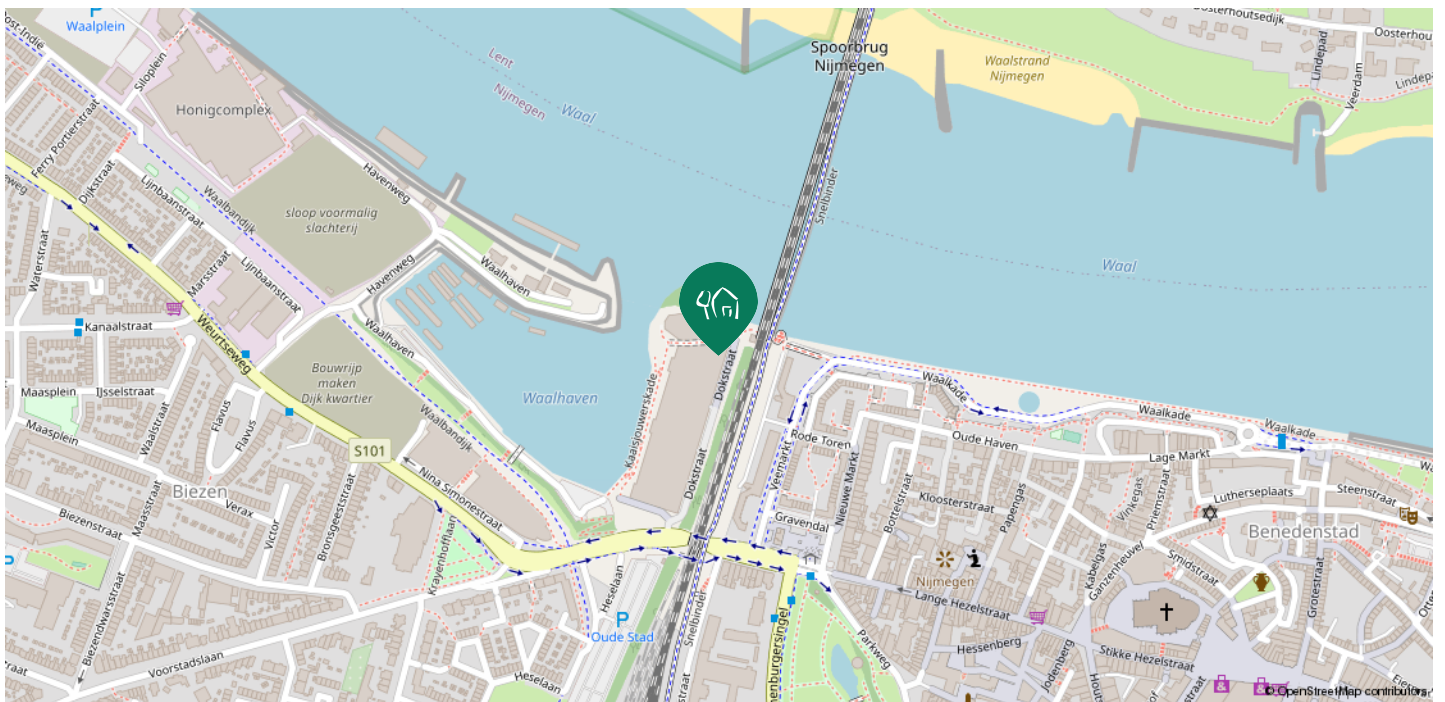 Waalplein
Oost-Indië
Siloplein
Honigcomplex
Ferry Portierstraat
Dijkstraat
Lijnbaanstraat
Waalbandijk
Havenweg
sloop voormalig
slachterij
Lent
Nijmegen
Waal
Spoorbrug
Nijmegen
Waalstrand
Nijmegen
Oosterhoutsedijk
Oosterhou
Lindepad
Veerdam
Lindepa
Snelbinder
Waal
Waterstraat
Marsstraat
Lijnbaanstraat
Havenweg
Waalhaven
Kanaalstraat
Weurtseweg
Waalhaven
Bouwrijp
maken
Dijk kwartier
Waalhaven
Maasplein
IJsselstraat
Maasplein
Waalstraat
Flavus
Flavus
Waalbandijk
S101
Kaasjouwerskade
Dokstraat
Dokstraat
Waalkade
Waalkade
Waalkade
Rode Toren
Oude Haven
Lage Markt
Veemarkt
Nieuwe Markt
Bottelstraat
Kloosterstraat
Papengas
Vinkegas
Priemstraat
Lutherseplaats
Steenstraat
Benedenstad
Biezen
Verax
Victor
Biezenstraat
Maasstraat
Bronsgeeststraat
Nina Simonestraat
Krayenhofflaan
Gravendal
Nijmegen
Lange Hezelstraat
Kabelgas
Ganzenheuvel
Smidstraat
Grotestraat
Biezendwarsstraat
Voorstadslaan
Heselaan
Heselaan
Oude Stad
Snelbinder
Parkweg
Hessenberg
Jodenberg
Stikke Hezelstraat
© OpenStreetMap contributors